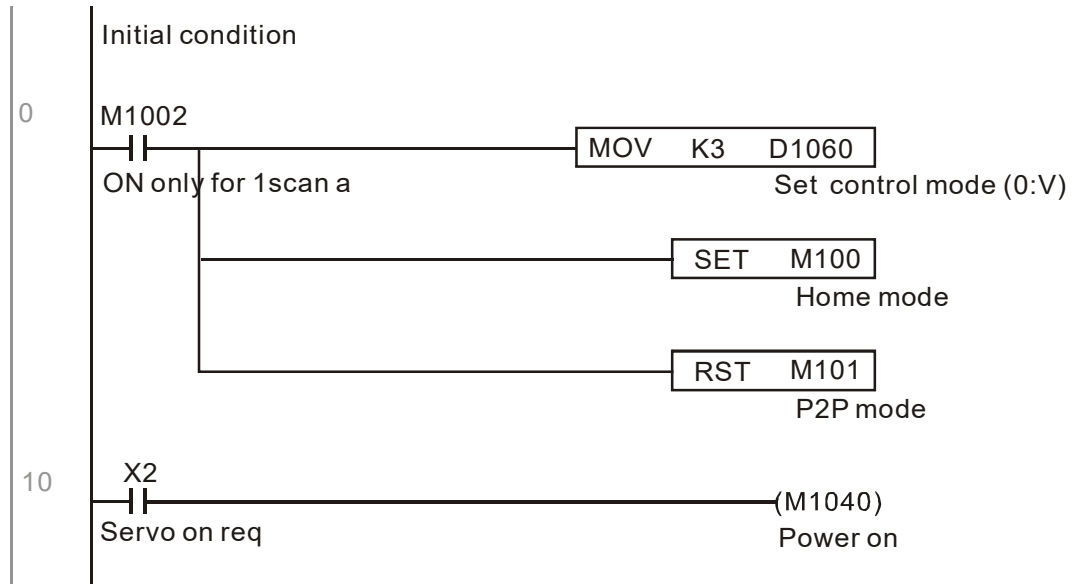 Initial condition
0
M1002
MOV K3 D1060
ON only for 1scan a
Set control mode (0:V)
SET M100
Home mode
RST M101
P2P mode
10
X2
(M1040)
Servo on req
Power on